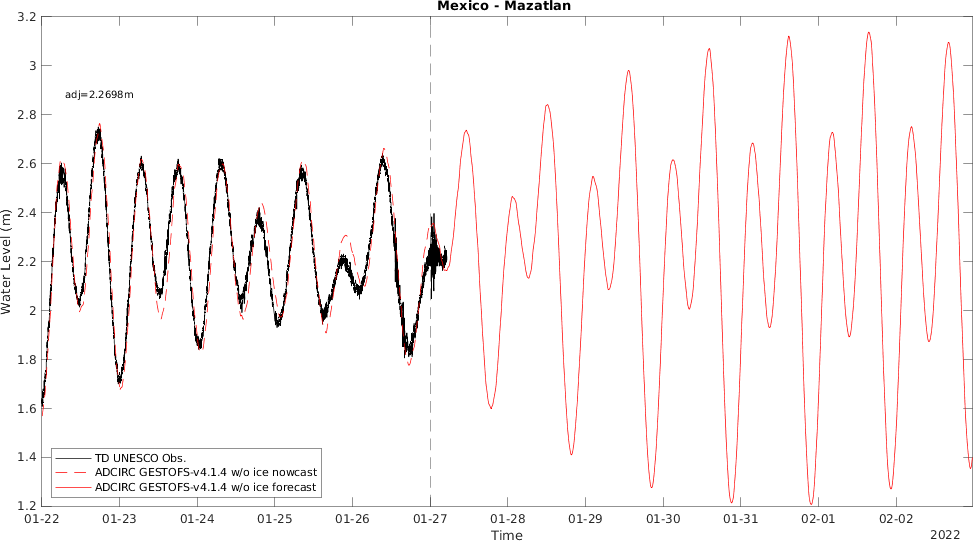 Mexico - Mazatlan
3.2
3
2.8
2.6
2.4
2.2
2
1.8
1.6
1.4
1.2
Water Level (m)
adj=2.2698m
TD UNESCO Obs.
ADCIRC GESTOFS-v4.1.4 w/o ice nowcast
ADCIRC GESTOFS-v4.1.4 w/o ice forecast
01-22 01-23 01-24 01-25 01-26 01-27 01-28 01-29 01-30 01-31 02-01 02-02
Time
2022